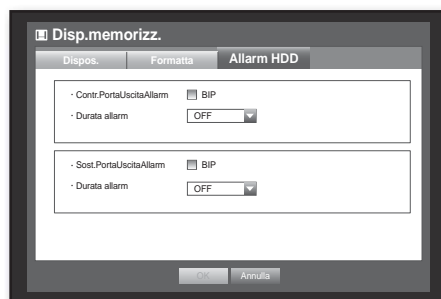 Disp.memorizz.
Dispos. Formatta Allarm HDD
· Contr.PortaUscitaAllarm BIP
· Durata allarm OFF
· Sost.PortaUscitaAllarm BIP
· Durata allarm OFF
OK Annulla